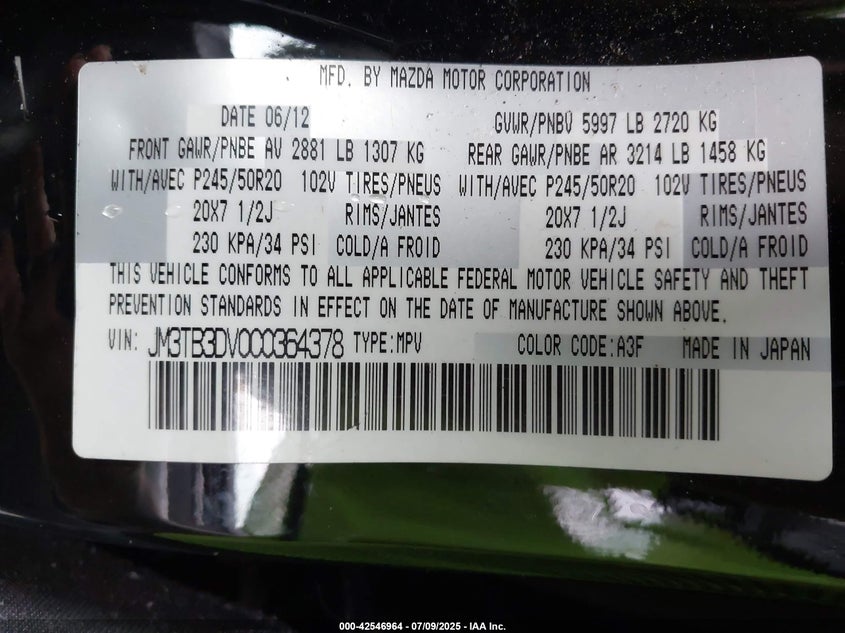 MFD. BY MAZDA MOTOR CORPORATION
DATE 06/12 GVWR/PNBV 5997 LB 2720 KG
FRONT GAWR/PNBE AV 2881 LB 1307 KG REAR GAWR/PNBE AR 3214 LB 1458 KG
WITH/AVEC P245/50R20 102V TIRES/PNEUS WITH/AVEC P245/50R20 102V TIRES/PNEUS
20X7 1/2J RIMS/JANTES 20X7 1/2J RIMS/JANTES
230 KPA/34 PSI COLD/A FROID 230 KPA/34 PSI COLD/A FROID
THIS VEHICLE CONFORMS TO ALL APPLICABLE FEDERAL MOTOR VEHICLE SAFETY AND THEFT
PREVENTION STANDARDS IN EFFECT ON THE DATE OF MANUFACTURE SHOWN ABOVE.
VIN: JM3TB3DV0C0364378 TYPE:MPV COLOR CODE:A3F MADE IN JAPAN
000-42546964 - 07/09/2025 - IAA Inc.